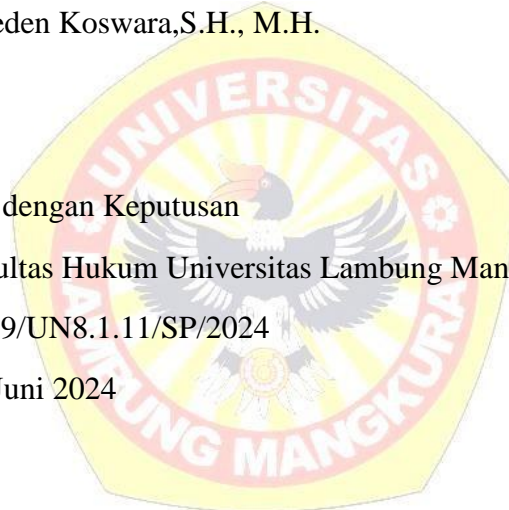 eden Koswara,S.H., M.H.
UNIVERSITAS
dengan Keputusan
ultas Hukum Universitas Lambung Man
9/UN8.1.11/SP/2024
Juni 2024
LAMBUNG MANGKURAT